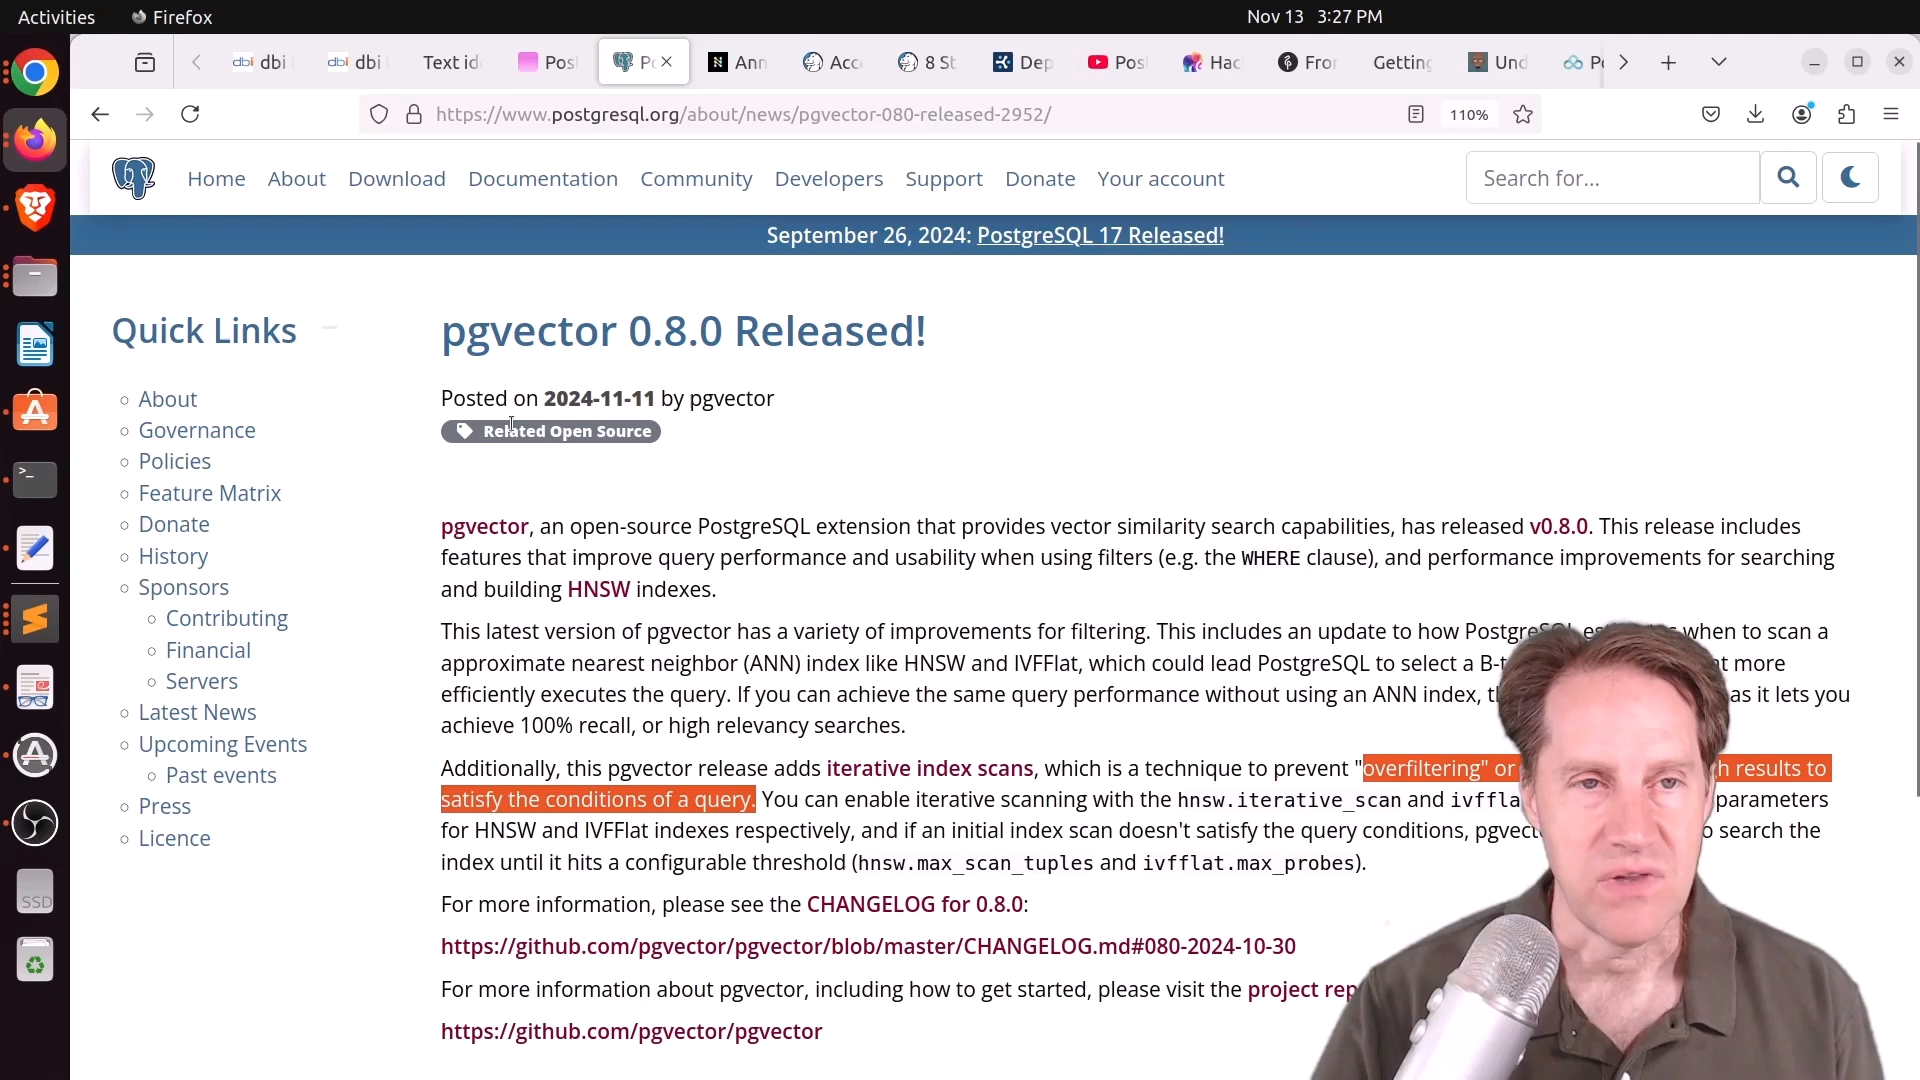 Activities Firefox Nov 13 3:27 PM
dbi dbi Text id Post Po Ann Acc 8 St Dep Pos Hac Fro Getting Und Po
https://www.postgresql.org/about/news/pgvector-080-released-2952/ 110%
Home About Download Documentation Community Developers Support Donate Your account Search for...
September 26, 2024: PostgreSQL 17 Released!
Quick Links
About
Governance
Policies
Feature Matrix
Donate
History
Sponsors
Contributing
Financial
Servers
Latest News
Upcoming Events
Past events
Press
Licence
pgvector 0.8.0 Released!
Posted on 2024-11-11 by pgvector
Related Open Source
pgvector, an open-source PostgreSQL extension that provides vector similarity search capabilities, has released v0.8.0. This release includes
features that improve query performance and usability when using filters (e.g. the WHERE clause), and performance improvements for searching
and building HNSW indexes.
This latest version of pgvector has a variety of improvements for filtering. This includes an update to how PostgreSQL estimates when to scan a
approximate nearest neighbor (ANN) index like HNSW and IVFFlat, which could lead PostgreSQL to select a B-t at more
efficiently executes the query. If you can achieve the same query performance without using an ANN index, th as it lets you
achieve 100% recall, or high relevancy searches.
Additionally, this pgvector release adds iterative index scans, which is a technique to prevent "overfiltering" or h results to
satisfy the conditions of a query. You can enable iterative scanning with the hnsw.iterative_scan and ivffla parameters
for HNSW and IVFFlat indexes respectively, and if an initial index scan doesn't satisfy the query conditions, pgvect o search the
index until it hits a configurable threshold (hnsw.max_scan_tuples and ivfflat.max_probes).
For more information, please see the CHANGELOG for 0.8.0:
https://github.com/pgvector/pgvector/blob/master/CHANGELOG.md#080-2024-10-30
For more information about pgvector, including how to get started, please visit the project rep
https://github.com/pgvector/pgvector
SSD